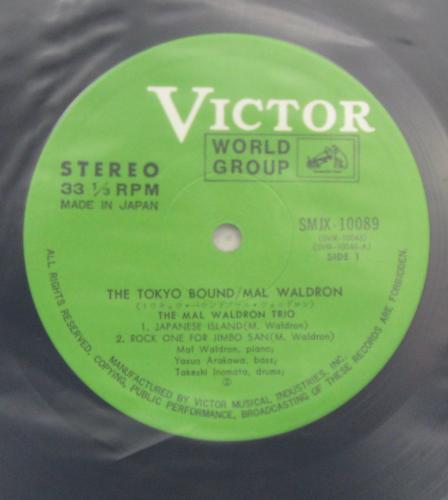 VICTOR
WORLD
GROUP
STEREO
33 1/3 RPM
MADE IN JAPAN
SMJX-10089
SIDE 1
THE TOKYO BOUND/MAL WALDRON
THE MAL WALDRON TRIO
1. JAPANESE ISLAND(M. Waldron)
2. ROCK ONE FOR JIMBO SAN(M. Waldron)
Mal Waldron, piano;
Yasuo Arakawa, bass;
Takeshi Inomata, drums;
Ⓟ
MANUFACTURED BY VICTOR MUSICAL INDUSTRIES, INC.
ALL RIGHTS RESERVED, COPYING, PUBLIC PERFORMANCE, BROADCASTING OF THESE RECORDS ARE FORBIDDEN.